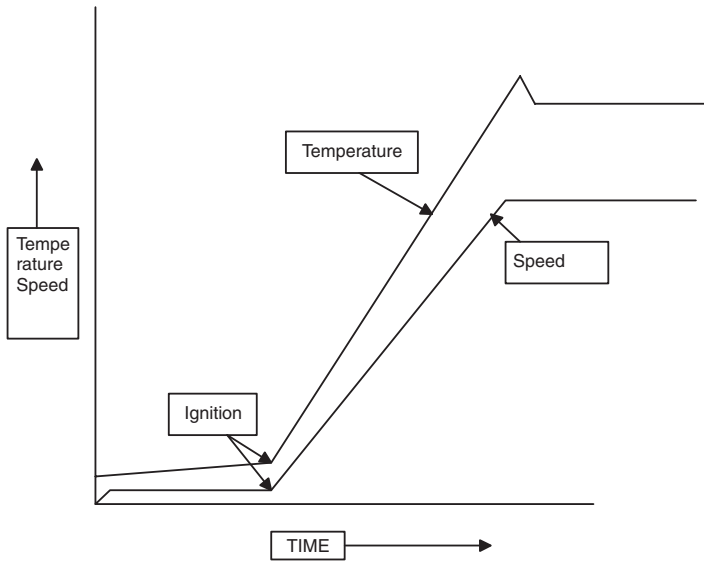 Temperature
Tempe
rature
Speed
Speed
Ignition
TIME